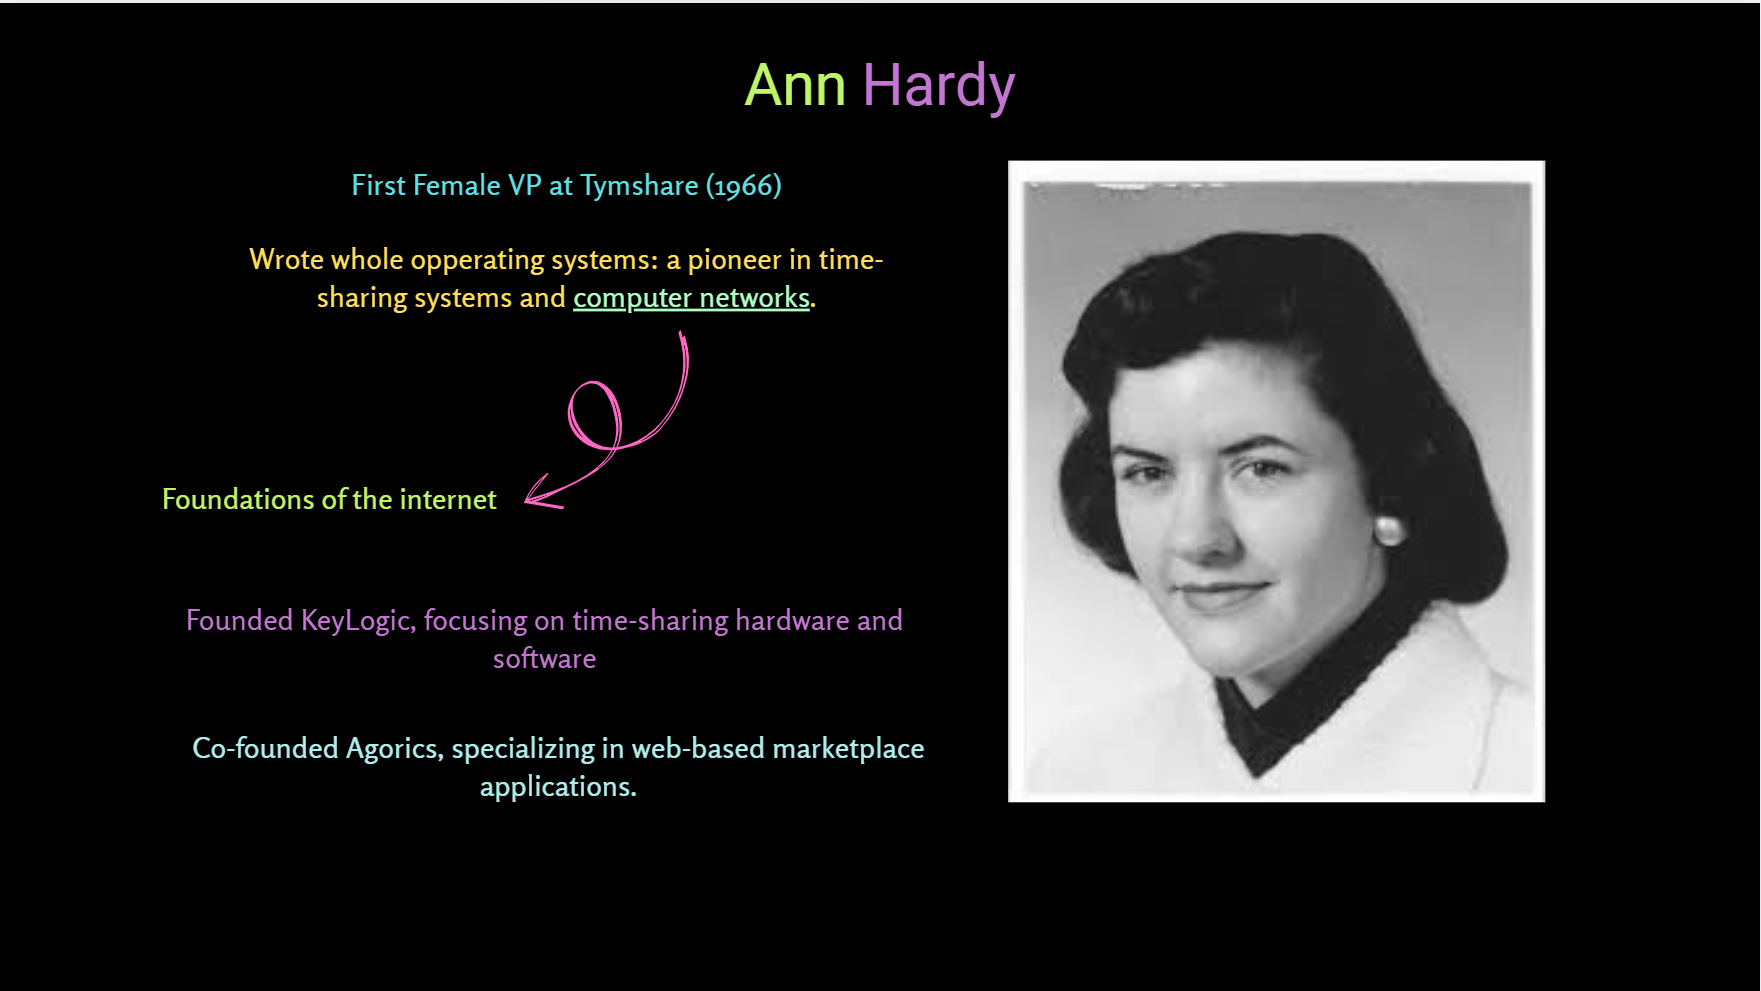 Ann Hardy
First Female VP at Tymshare (1966)
Wrote whole opperating systems: a pioneer in time-
sharing systems and computer networks.
Foundations of the internet
Founded KeyLogic, focusing on time-sharing hardware and
software
Co-founded Agorics, specializing in web-based marketplace
applications.